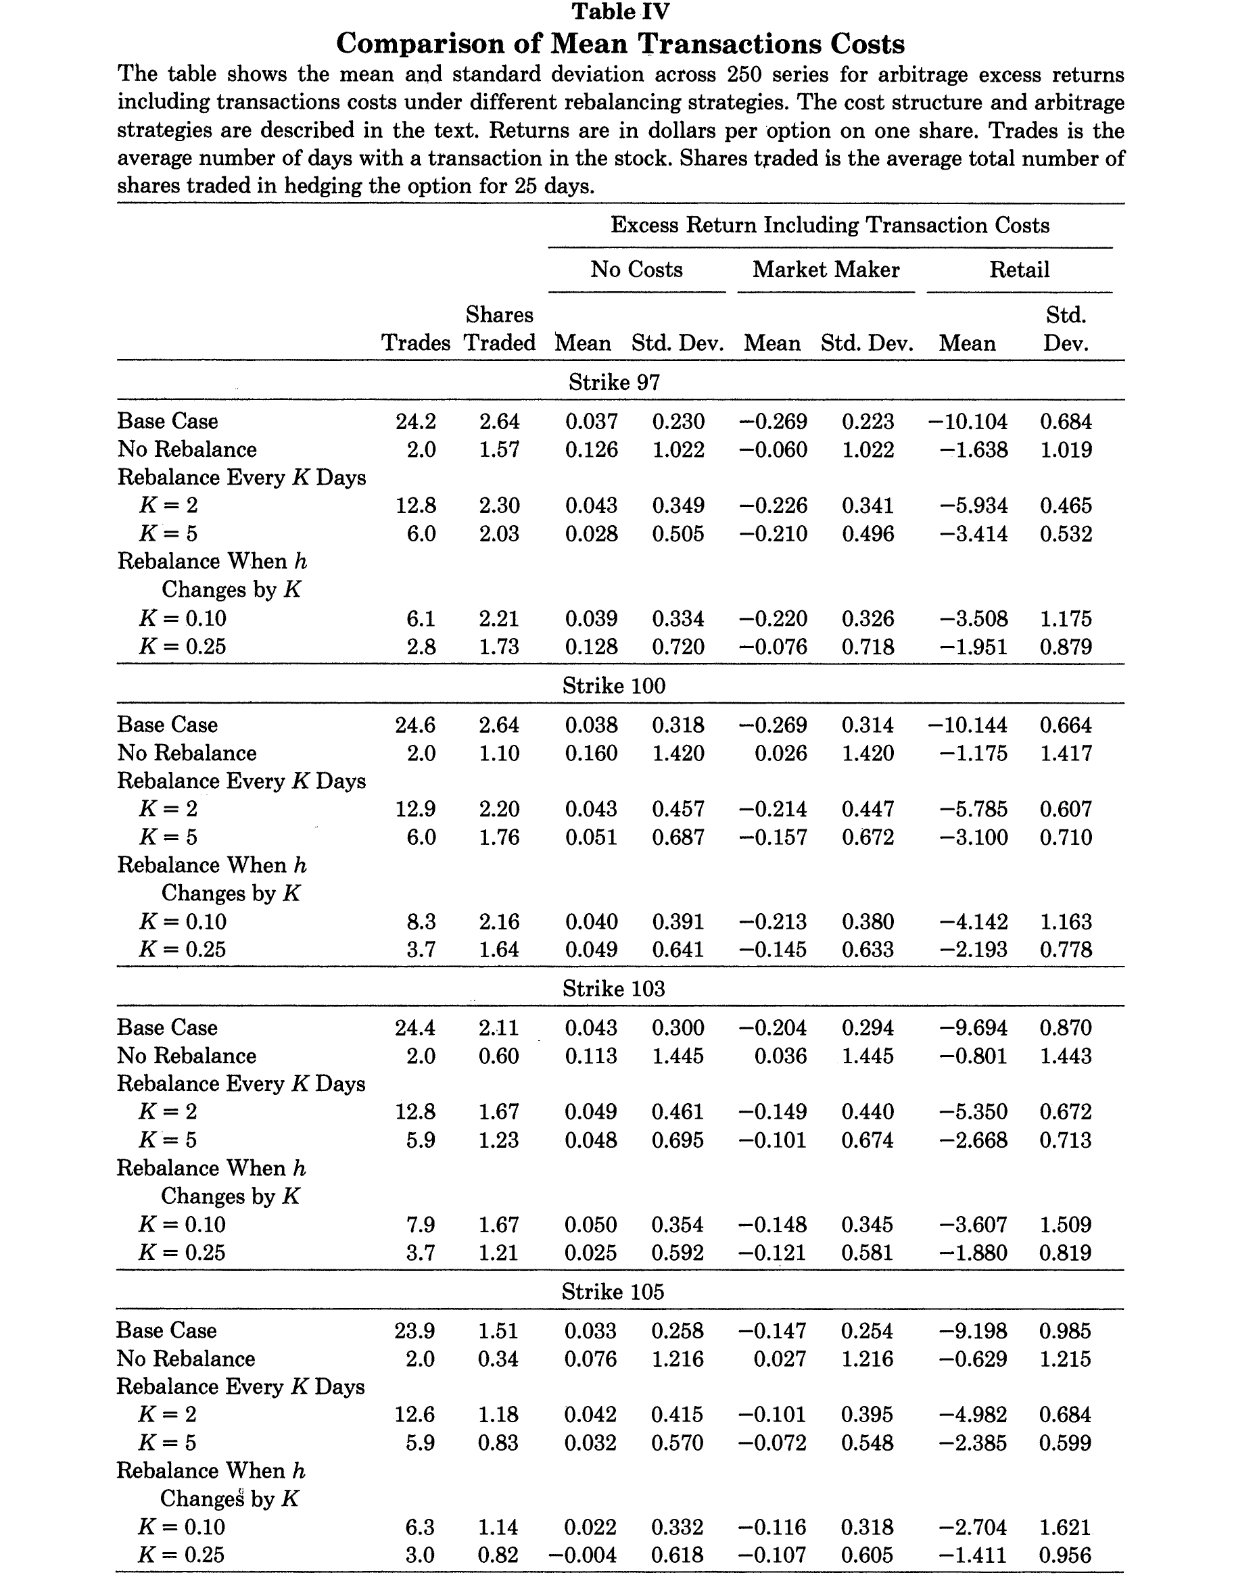 Table IV
Comparison of Mean Transactions Costs
The table shows the mean and standard deviation across 250 series for arbitrage excess returns
including transactions costs under different rebalancing strategies. The cost structure and arbitrage
strategies are described in the text. Returns are in dollars per option on one share. Trades is the
average number of days with a transaction in the stock. Shares traded is the average total number of
shares traded in hedging the option for 25 days.
Excess Return Including Transaction Costs
No Costs Market Maker Retail
Shares Std.
Trades Traded Mean Std. Dev. Mean Std. Dev. Mean Dev.
Strike 97
Base Case 24.2 2.64 0.037 0.230 −0.269 0.223 −10.104 0.684
No Rebalance 2.0 1.57 0.126 1.022 −0.060 1.022 −1.638 1.019
Rebalance Every K Days
K = 2 12.8 2.30 0.043 0.349 −0.226 0.341 −5.934 0.465
K = 5 6.0 2.03 0.028 0.505 −0.210 0.496 −3.414 0.532
Rebalance When h
Changes by K
K = 0.10 6.1 2.21 0.039 0.334 −0.220 0.326 −3.508 1.175
K = 0.25 2.8 1.73 0.128 0.720 −0.076 0.718 −1.951 0.879
Strike 100
Base Case 24.6 2.64 0.038 0.318 −0.269 0.314 −10.144 0.664
No Rebalance 2.0 1.10 0.160 1.420 0.026 1.420 −1.175 1.417
Rebalance Every K Days
K = 2 12.9 2.20 0.043 0.457 −0.214 0.447 −5.785 0.607
K = 5 6.0 1.76 0.051 0.687 −0.157 0.672 −3.100 0.710
Rebalance When h
Changes by K
K = 0.10 8.3 2.16 0.040 0.391 −0.213 0.380 −4.142 1.163
K = 0.25 3.7 1.64 0.049 0.641 −0.145 0.633 −2.193 0.778
Strike 103
Base Case 24.4 2.11 0.043 0.300 −0.204 0.294 −9.694 0.870
No Rebalance 2.0 0.60 0.113 1.445 0.036 1.445 −0.801 1.443
Rebalance Every K Days
K = 2 12.8 1.67 0.049 0.461 −0.149 0.440 −5.350 0.672
K = 5 5.9 1.23 0.048 0.695 −0.101 0.674 −2.668 0.713
Rebalance When h
Changes by K
K = 0.10 7.9 1.67 0.050 0.354 −0.148 0.345 −3.607 1.509
K = 0.25 3.7 1.21 0.025 0.592 −0.121 0.581 −1.880 0.819
Strike 105
Base Case 23.9 1.51 0.033 0.258 −0.147 0.254 −9.198 0.985
No Rebalance 2.0 0.34 0.076 1.216 0.027 1.216 −0.629 1.215
Rebalance Every K Days
K = 2 12.6 1.18 0.042 0.415 −0.101 0.395 −4.982 0.684
K = 5 5.9 0.83 0.032 0.570 −0.072 0.548 −2.385 0.599
Rebalance When h
Changes by K
K = 0.10 6.3 1.14 0.022 0.332 −0.116 0.318 −2.704 1.621
K = 0.25 3.0 0.82 −0.004 0.618 −0.107 0.605 −1.411 0.956